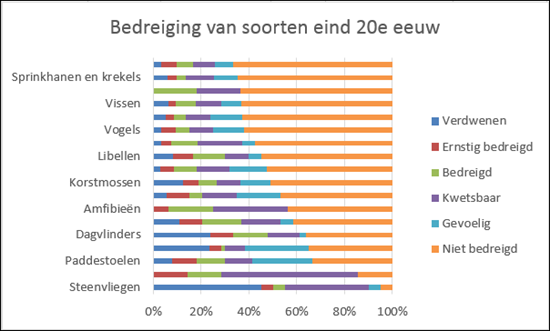 Bedreiging van soorten eind 20e eeuw
Sprinkhanen en krekels
Vissen
Vogels
Libellen
Korstmossen
Amfibieën
Dagvlinders
Paddestoelen
Steenvliegen
0% 20% 40% 60% 80% 100%
Verdwenen
Ernstig bedreigd
Bedreigd
Kwetsbaar
Gevoelig
Niet bedreigd